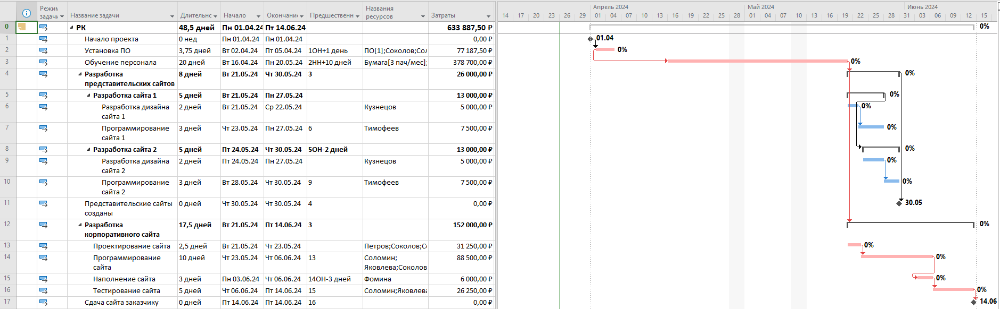 Режим задачи Название задачи Длительнс Начало Окончани Предшественн Названия ресурсов Затраты
0 РК 48,5 дней Пн 01.04.24 Пт 14.06.24 633 887,50 ₽
1 Начало проекта 0 нед Пн 01.04.24 Пн 01.04.24 0,00 ₽
2 Установка ПО 3,75 дней Вт 02.04.24 Пт 05.04.24 1ОН+1 день ПО[1];Соколов;Сол 77 187,50 ₽
3 Обучение персонала 20 дней Вт 16.04.24 Пн 20.05.24 2НН+10 дней Бумага[3 пач/мес]; 378 700,00 ₽
4 Разработка представительских сайтов 8 дней Вт 21.05.24 Чт 30.05.24 3 26 000,00 ₽
5 Разработка сайта 1 5 дней Вт 21.05.24 Пн 27.05.24 13 000,00 ₽
6 Разработка дизайна сайта 1 2 дней Вт 21.05.24 Ср 22.05.24 Кузнецов 5 000,00 ₽
7 Программирование сайта 1 3 дней Чт 23.05.24 Пн 27.05.24 6 Тимофеев 7 500,00 ₽
8 Разработка сайта 2 5 дней Пт 24.05.24 Чт 30.05.24 5ОН-2 дней 13 000,00 ₽
9 Разработка дизайна сайта 2 2 дней Пт 24.05.24 Пн 27.05.24 Кузнецов 5 000,00 ₽
10 Программирование сайта 2 3 дней Вт 28.05.24 Чт 30.05.24 9 Тимофеев 7 500,00 ₽
11 Представительские сайты созданы 0 дней Чт 30.05.24 Чт 30.05.24 4 0,00 ₽
12 Разработка корпоративного сайта 17,5 дней Вт 21.05.24 Пт 14.06.24 3 152 000,00 ₽
13 Проектирование сайта 2,5 дней Вт 21.05.24 Чт 23.05.24 Петров;Соколов;Сс 31 250,00 ₽
14 Программирование сайта 10 дней Чт 23.05.24 Чт 06.06.24 13 Соломин; Яковлева;Соколов 88 500,00 ₽
15 Наполнение сайта 3 дней Пн 03.06.24 Чт 06.06.24 14ОН-3 дней Фомина 6 000,00 ₽
16 Тестирование сайта 5 дней Чт 06.06.24 Пт 14.06.24 15 Соломин;Яковлева 26 250,00 ₽
17 Сдача сайта заказчику 0 дней Пт 14.06.24 Пт 14.06.24 16 0,00 ₽
Апрель 2024 Май 2024 Июнь 2024
14 17 20 23 26 29 01 04 07 10 13 16 19 22 25 28 01 04 07 10 13 16 19 22 25 28 31 03 06 09 12 15
0%
01.04
0%
0%
0%
0%
0%
0%
0%
0%
0%
30.05
0%
0%
0%
0%
0%
14.06